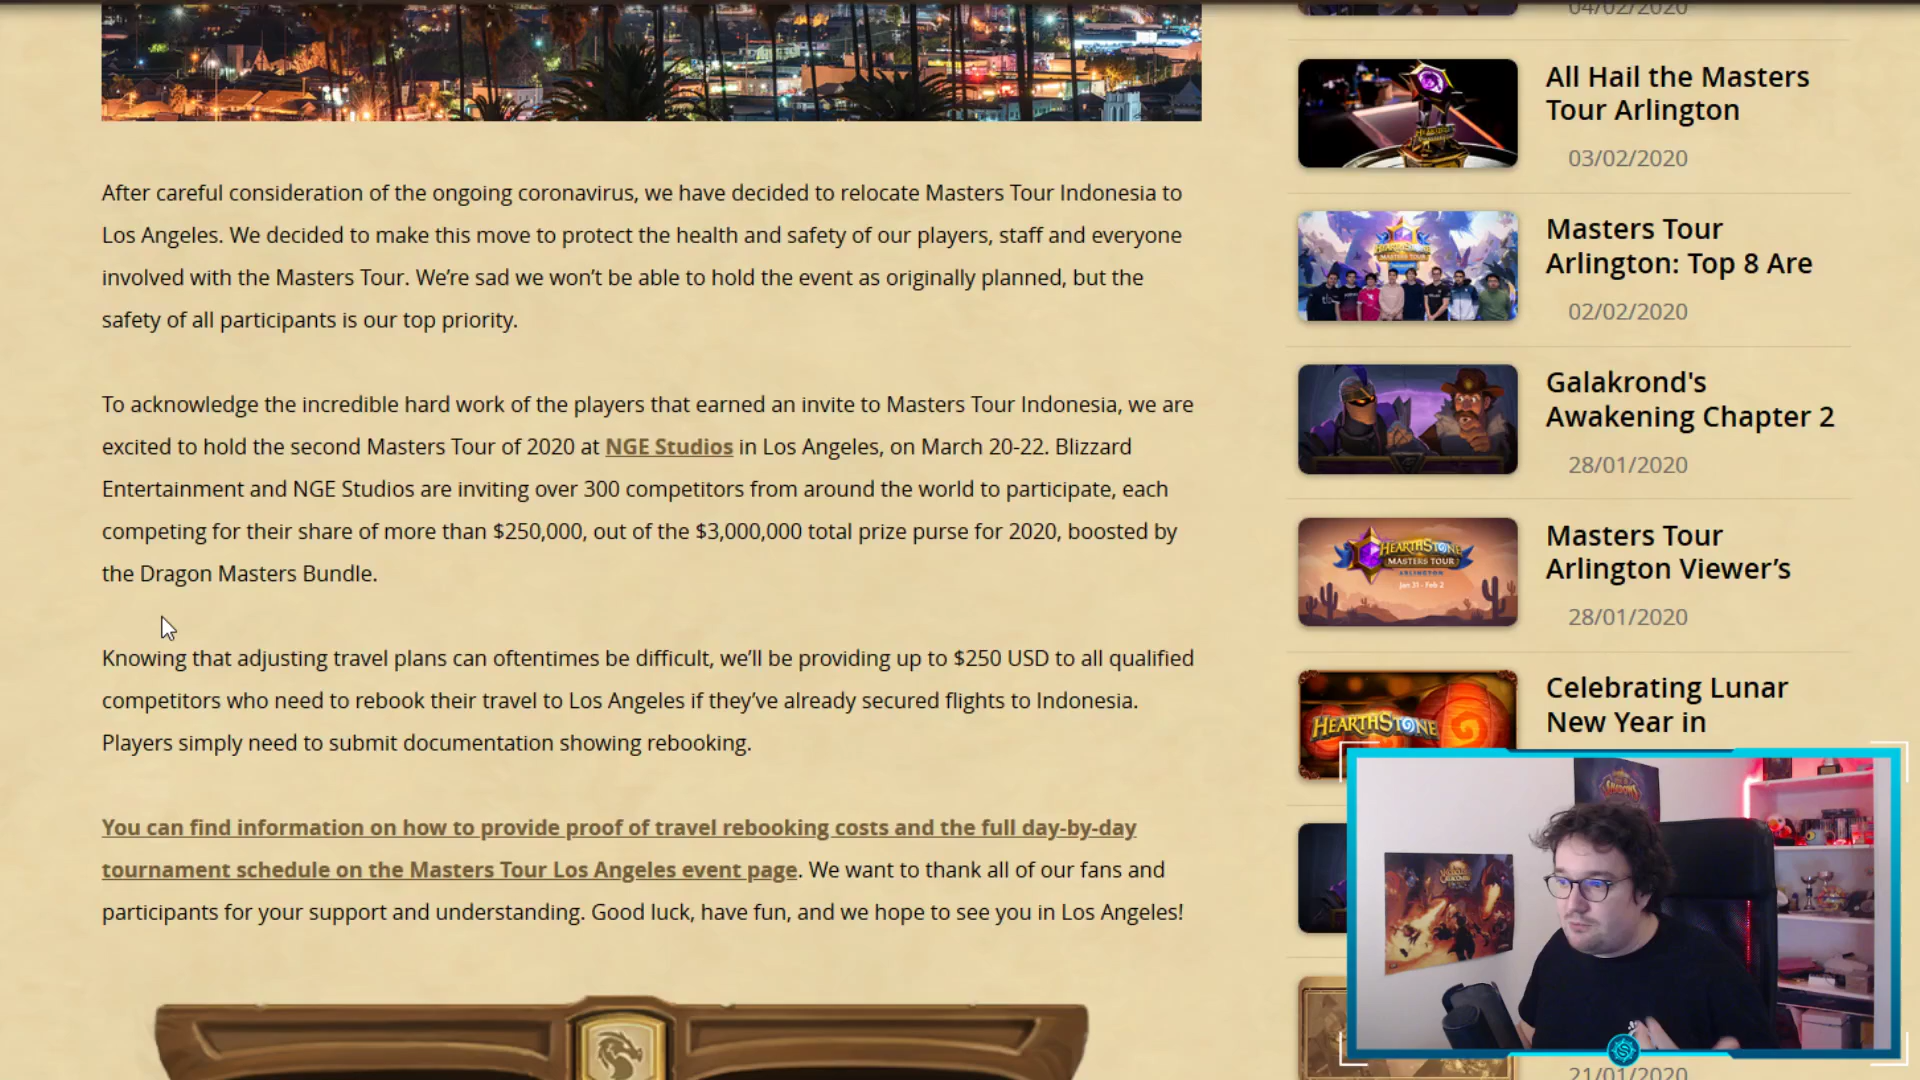 After careful consideration of the ongoing coronavirus, we have decided to relocate Masters Tour Indonesia to
Los Angeles. We decided to make this move to protect the health and safety of our players, staff and everyone
involved with the Masters Tour. We’re sad we won’t be able to hold the event as originally planned, but the
safety of all participants is our top priority.
To acknowledge the incredible hard work of the players that earned an invite to Masters Tour Indonesia, we are
excited to hold the second Masters Tour of 2020 at NGE Studios in Los Angeles, on March 20-22. Blizzard
Entertainment and NGE Studios are inviting over 300 competitors from around the world to participate, each
competing for their share of more than $250,000, out of the $3,000,000 total prize purse for 2020, boosted by
the Dragon Masters Bundle.
Knowing that adjusting travel plans can oftentimes be difficult, we’ll be providing up to $250 USD to all qualified
competitors who need to rebook their travel to Los Angeles if they’ve already secured flights to Indonesia.
Players simply need to submit documentation showing rebooking.
You can find information on how to provide proof of travel rebooking costs and the full day-by-day
tournament schedule on the Masters Tour Los Angeles event page. We want to thank all of our fans and
participants for your support and understanding. Good luck, have fun, and we hope to see you in Los Angeles!
04/02/2020
All Hail the Masters
Tour Arlington
03/02/2020
HEARTHSTONE
MASTERS TOUR
Masters Tour
Arlington: Top 8 Are
02/02/2020
Galakrond's
Awakening Chapter 2
28/01/2020
HEARTHSTONE
MASTERS TOUR
ARLINGTON
Jan 31 - Feb 2
Masters Tour
Arlington Viewer’s
28/01/2020
HEARTHSTONE
Celebrating Lunar
New Year in
21/01/2020